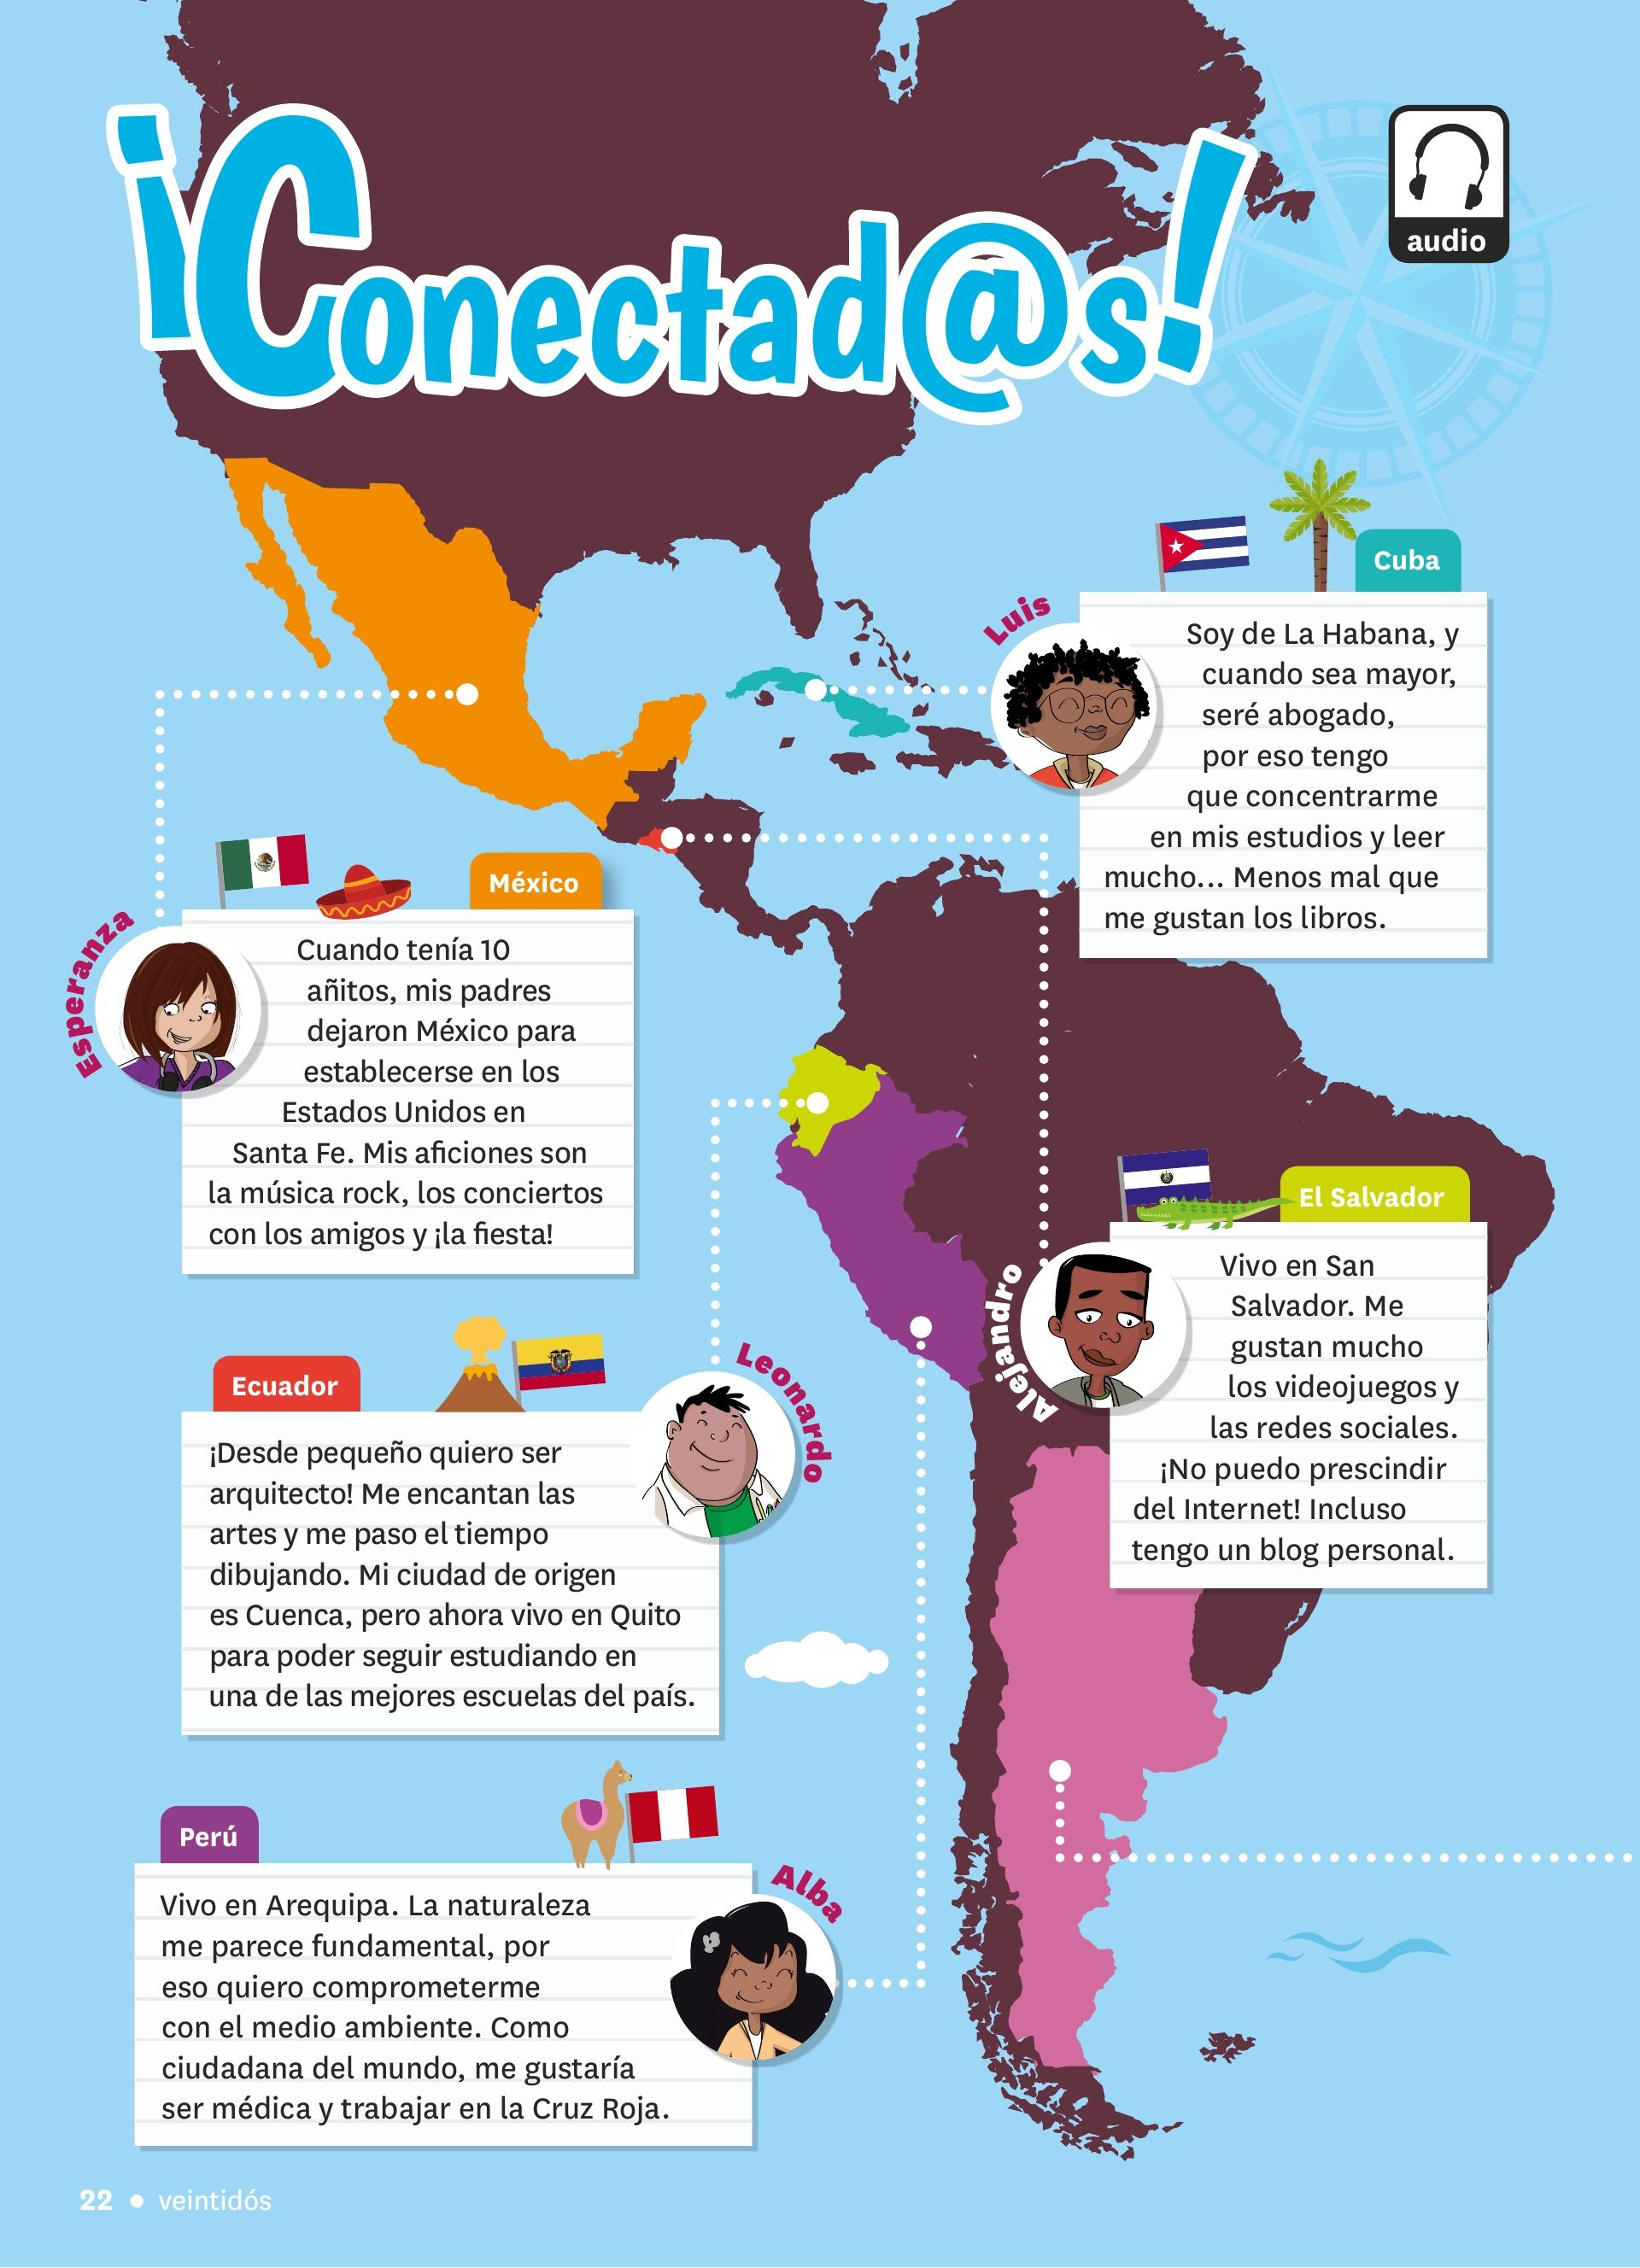 ¡Conectad@s!
audio
Cuba
Luis
Soy de La Habana, y
cuando sea mayor,
seré abogado,
por eso tengo
que concentrarme
en mis estudios y leer
mucho... Menos mal que
me gustan los libros.
México
Esperanza
Cuando tenía 10
añitos, mis padres
dejaron México para
establecerse en los
Estados Unidos en
Santa Fe. Mis aficiones son
la música rock, los conciertos
con los amigos y ¡la fiesta!
El Salvador
Alejandro
Vivo en San
Salvador. Me
gustan mucho
los videojuegos y
las redes sociales.
¡No puedo prescindir
del Internet! Incluso
tengo un blog personal.
Ecuador
Leonardo
¡Desde pequeño quiero ser
arquitecto! Me encantan las
artes y me paso el tiempo
dibujando. Mi ciudad de origen
es Cuenca, pero ahora vivo en Quito
para poder seguir estudiando en
una de las mejores escuelas del país.
Perú
Alba
Vivo en Arequipa. La naturaleza
me parece fundamental, por
eso quiero comprometerme
con el medio ambiente. Como
ciudadana del mundo, me gustaría
ser médica y trabajar en la Cruz Roja.
22 • veintidós